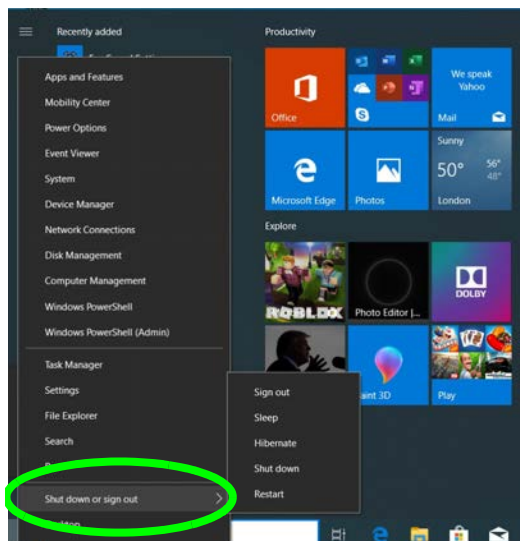 Recently added
Productivity
Apps and Features
Mobility Center
Power Options
Event Viewer
System
Device Manager
Network Connections
Disk Management
Computer Management
Windows PowerShell
Windows PowerShell (Admin)
Task Manager
Settings
File Explorer
Search
Shut down or sign out
Desktop
Sign out
Sleep
Hibernate
Shut down
Restart
Office
We speak
Yahoo
Mail
Microsoft Edge
Photos
Sunny
50° 56°
48°
London
Explore
ROBLOX
Photo Editor |...
DOLBY
Paint 3D
Play